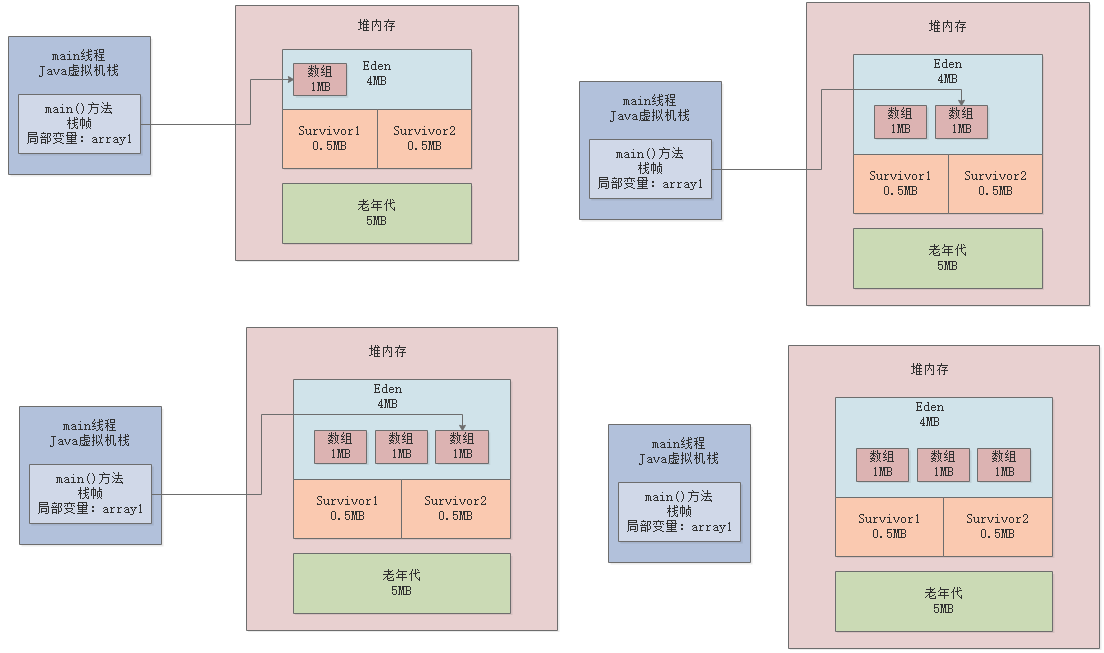 main线程
Java虚拟机栈
main()方法
栈帧
局部变量: array1
堆内存
Eden
4MB
数组
1MB
Survivor1
0.5MB
Survivor2
0.5MB
老年代
5MB
main线程
Java虚拟机栈
main()方法
栈帧
局部变量: array1
堆内存
Eden
4MB
数组
1MB
数组
1MB
Survivor1
0.5MB
Survivor2
0.5MB
老年代
5MB
main线程
Java虚拟机栈
main()方法
栈帧
局部变量: array1
堆内存
Eden
4MB
数组
1MB
数组
1MB
数组
1MB
Survivor1
0.5MB
Survivor2
0.5MB
老年代
5MB
main线程
Java虚拟机栈
main()方法
栈帧
局部变量: array1
堆内存
Eden
4MB
数组
1MB
数组
1MB
数组
1MB
Survivor1
0.5MB
Survivor2
0.5MB
老年代
5MB